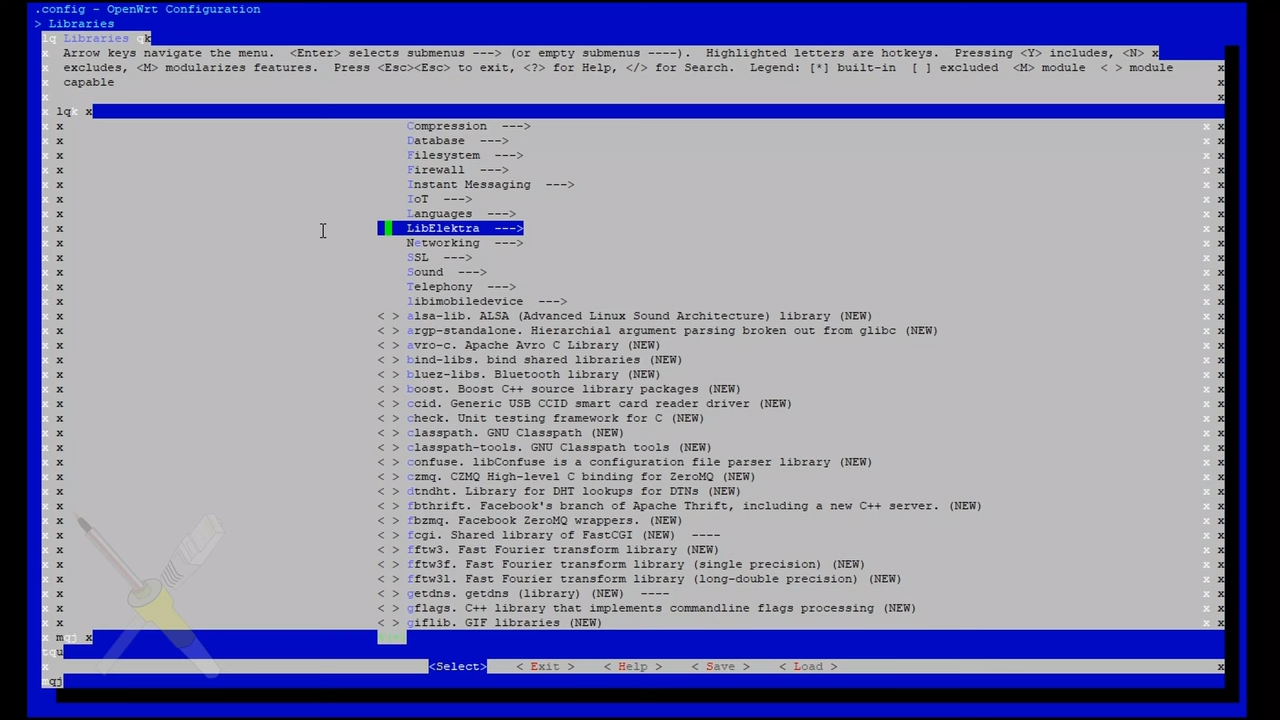 .config - OpenWrt Configuration
> Libraries
lq Libraries qk
x Arrow keys navigate the menu. <Enter> selects submenus ---> (or empty submenus ----). Highlighted letters are hotkeys. Pressing <Y> includes, <N> x
x excludes, <M> modularizes features. Press <Esc><Esc> to exit, <?> for Help, </> for Search. Legend: [*] built-in [ ] excluded <M> module < > module x
x capable x
x x
x lqk x
x x Compression ---> x x
x x Database ---> x x
x x Filesystem ---> x x
x x Firewall ---> x x
x x Instant Messaging ---> x x
x x IoT ---> x x
x x Languages ---> x x
x x LibElektra ---> x x
x x Networking ---> x x
x x SSL ---> x x
x x Sound ---> x x
x x Telephony ---> x x
x x libimobiledevice ---> x x
x x < > alsa-lib. ALSA (Advanced Linux Sound Architecture) library (NEW) x x
x x < > argp-standalone. Hierarchial argument parsing broken out from glibc (NEW) x x
x x < > avro-c. Apache Avro C Library (NEW) x x
x x < > bind-libs. bind shared libraries (NEW) x x
x x < > bluez-libs. Bluetooth library (NEW) x x
x x < > boost. Boost C++ source library packages (NEW) x x
x x < > ccid. Generic USB CCID smart card reader driver (NEW) x x
x x < > check. Unit testing framework for C (NEW) x x
x x < > classpath. GNU Classpath (NEW) x x
x x < > classpath-tools. GNU Classpath tools (NEW) x x
x x < > confuse. libConfuse is a configuration file parser library (NEW) x x
x x < > czmq. CZMQ High-level C binding for ZeroMQ (NEW) x x
x x < > dtndht. Library for DHT lookups for DTNs (NEW) x x
x x < > fbthrift. Facebook's branch of Apache Thrift, including a new C++ server. (NEW) x x
x x < > fbzmq. Facebook ZeroMQ wrappers. (NEW) x x
x x < > fcgi. Shared library of FastCGI (NEW) ---- x x
x x < > fftw3. Fast Fourier transform library (NEW) x x
x x < > fftw3f. Fast Fourier transform library (single precision) (NEW) x x
x x < > fftw3l. Fast Fourier transform library (long-double precision) (NEW) x x
x x < > getdns. getdns (library) (NEW) ---- x x
x x < > gflags. C++ library that implements commandline flags processing (NEW) x x
x x < > giflib. GIF libraries (NEW) x x
x mqj x
tqu
x <Select> < Exit > < Help > < Save > < Load > x
mqj